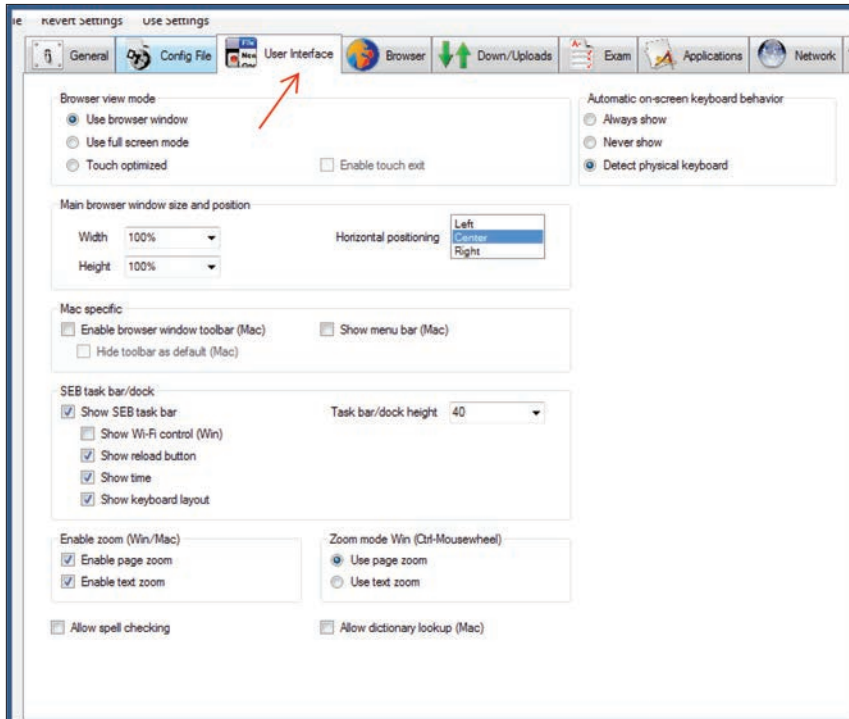 Revert Settings Use Settings
General Config File File New User Interface Browser Down/Uploads A- Exam Applications Network
Browser view mode
Use browser window
Use full screen mode
Touch optimized
Enable touch exit
Automatic on-screen keyboard behavior
Always show
Never show
Detect physical keyboard
Main browser window size and position
Width 100%
Height 100%
Horizontal positioning
Left
Center
Right
Mac specific
Enable browser window toolbar (Mac)
Show menu bar (Mac)
Hide toolbar as default (Mac)
SEB task bar/dock
Show SEB task bar
Task bar/dock height 40
Show Wi-Fi control (Win)
Show reload button
Show time
Show keyboard layout
Enable zoom (Win/Mac)
Enable page zoom
Enable text zoom
Zoom mode Win (Ctrl-Mousewheel)
Use page zoom
Use text zoom
Allow spell checking
Allow dictionary lookup (Mac)